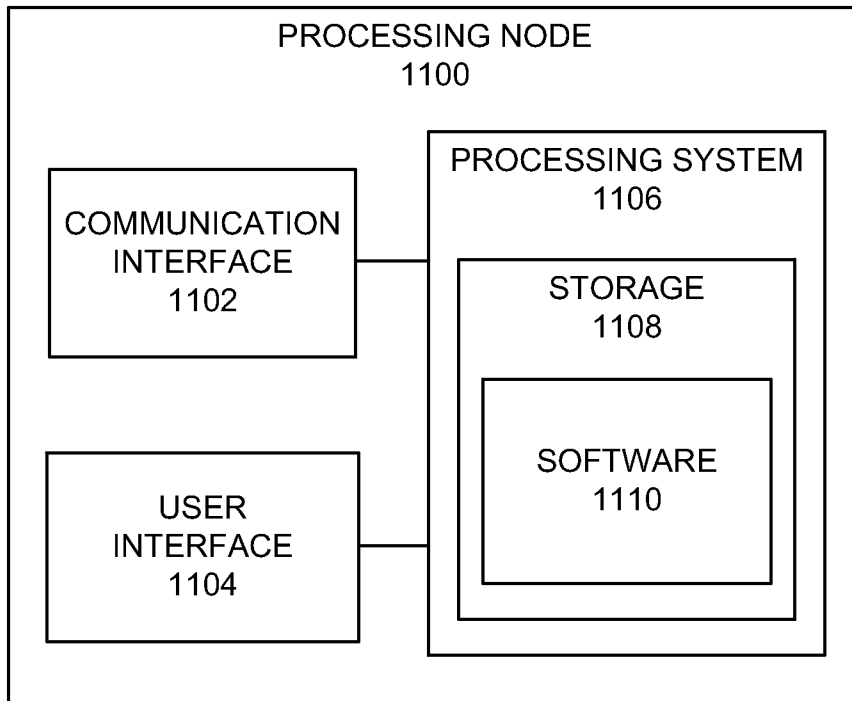 PROCESSING NODE
1100
COMMUNICATION
INTERFACE
1102
USER
INTERFACE
1104
PROCESSING SYSTEM
1106
STORAGE
1108
SOFTWARE
1110